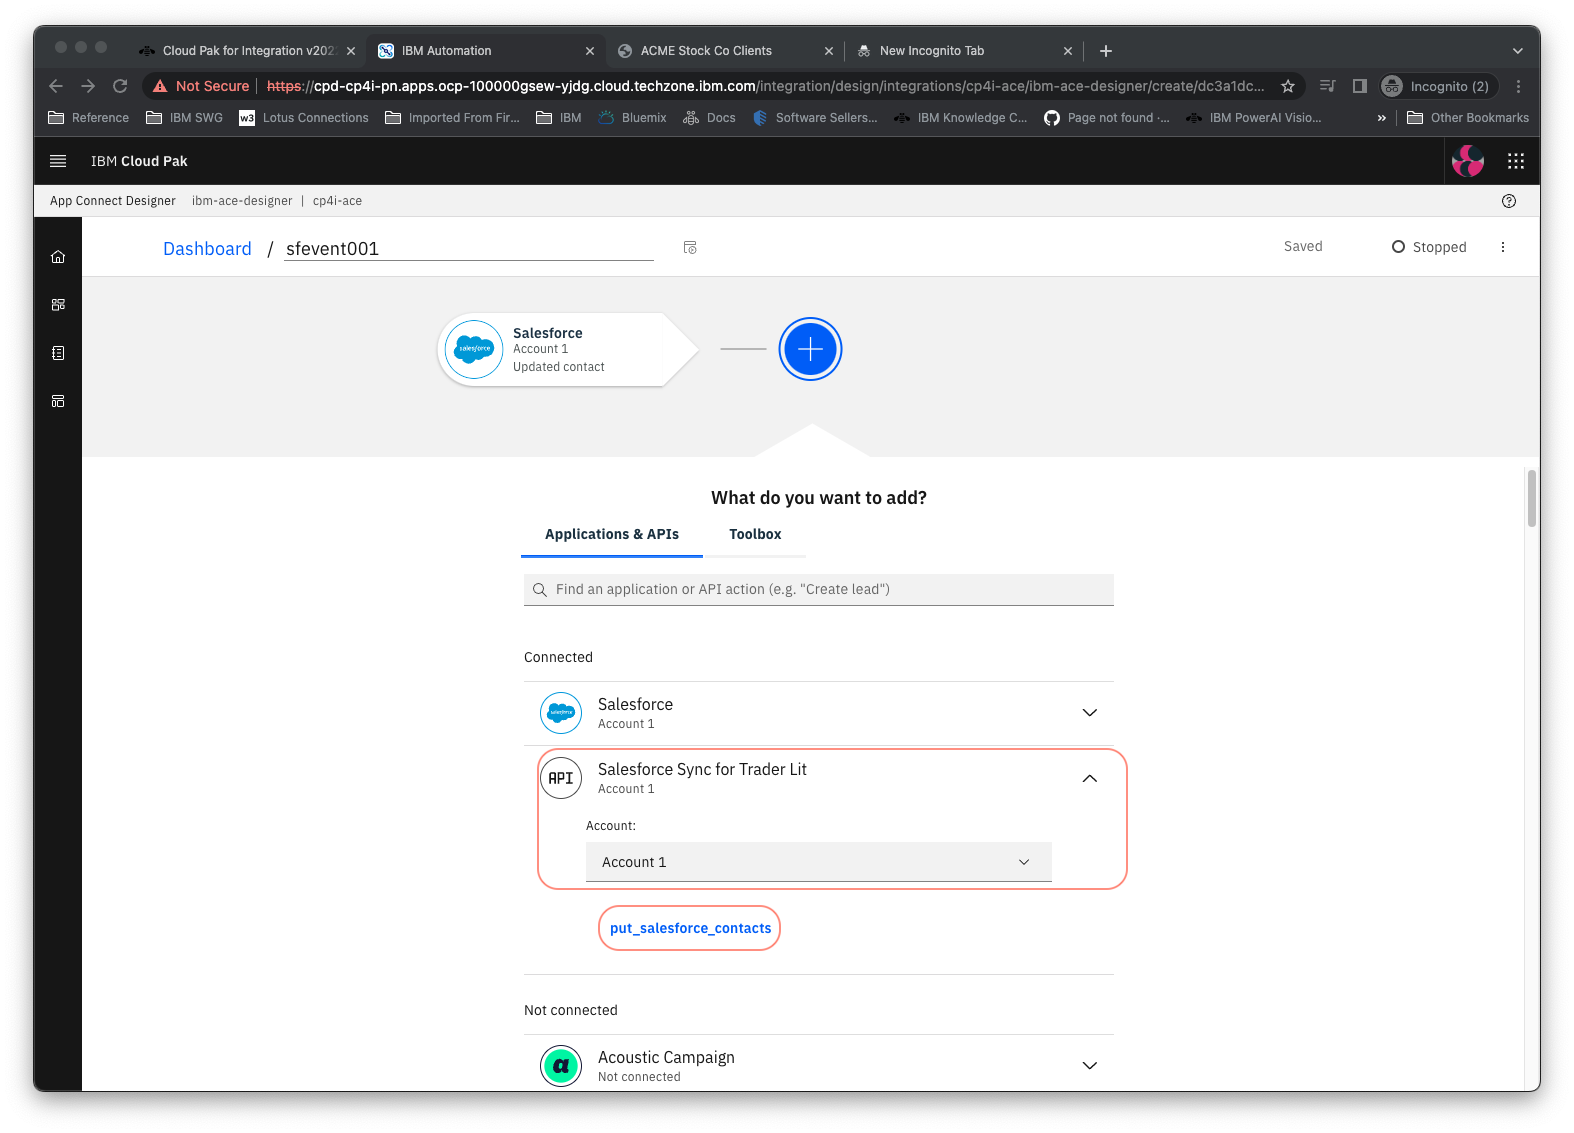 Cloud Pak for Integration v202
IBM Automation
ACME Stock Co Clients
New Incognito Tab
Not Secure
https://cpd-cp4i-pn.apps.ocp-100000gsew-yjdg.cloud.techzone.ibm.com/integration/design/integrations/cp4i-ace/ibm-ace-designer/create/dc3a1dc...
Incognito (2)
Reference
IBM SWG
w3 Lotus Connections
Imported From Fir...
IBM
Bluemix
Docs
Software Sellers...
IBM Knowledge C...
Page not found ·...
IBM PowerAI Visio...
»
Other Bookmarks
IBM Cloud Pak
App Connect Designer
ibm-ace-designer | cp4i-ace
Dashboard / sfevent001
Saved
Stopped
salesforce
Salesforce
Account 1
Updated contact
What do you want to add?
Applications & APIs
Toolbox
Find an application or API action (e.g. "Create lead")
Connected
salesforce
Salesforce
Account 1
API
Salesforce Sync for Trader Lit
Account 1
Account:
Account 1
put_salesforce_contacts
Not connected
a
Acoustic Campaign
Not connected